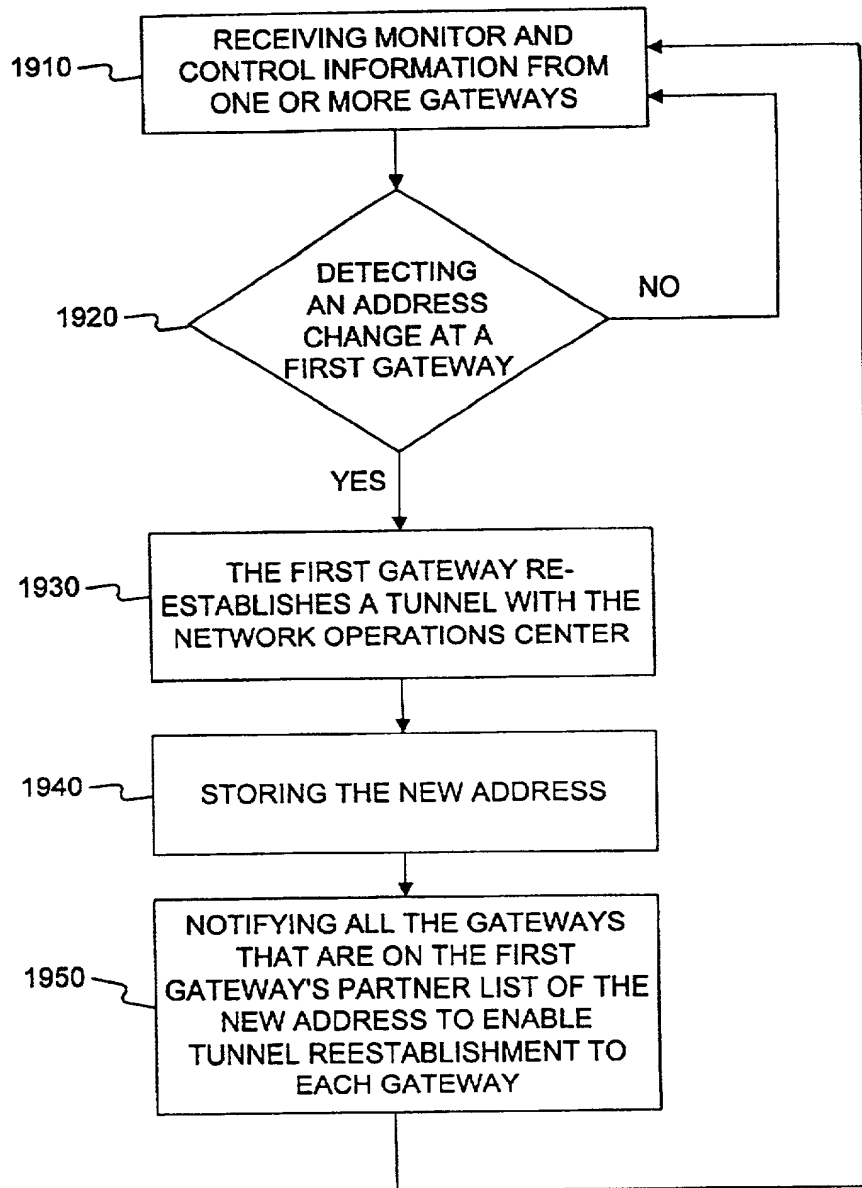 RECEIVING MONITOR AND
1910
CONTROL INFORMATION FROM
ONE OR MORE GATEWAYS
DETECTING
AN ADDRESS
1920
CHANGE AT A
FIRST GATEWAY
NO
YES
1930
THE FIRST GATEWAY RE-
ESTABLISHES A TUNNEL WITH THE
NETWORK OPERATIONS CENTER
1940
STORING THE NEW ADDRESS
NOTIFYING ALL THE GATEWAYS
THAT ARE ON THE FIRST
1950
GATEWAY'S PARTNER LIST OF THE
NEW ADDRESS TO ENABLE
TUNNEL REESTABLISHMENT TO
EACH GATEWAY